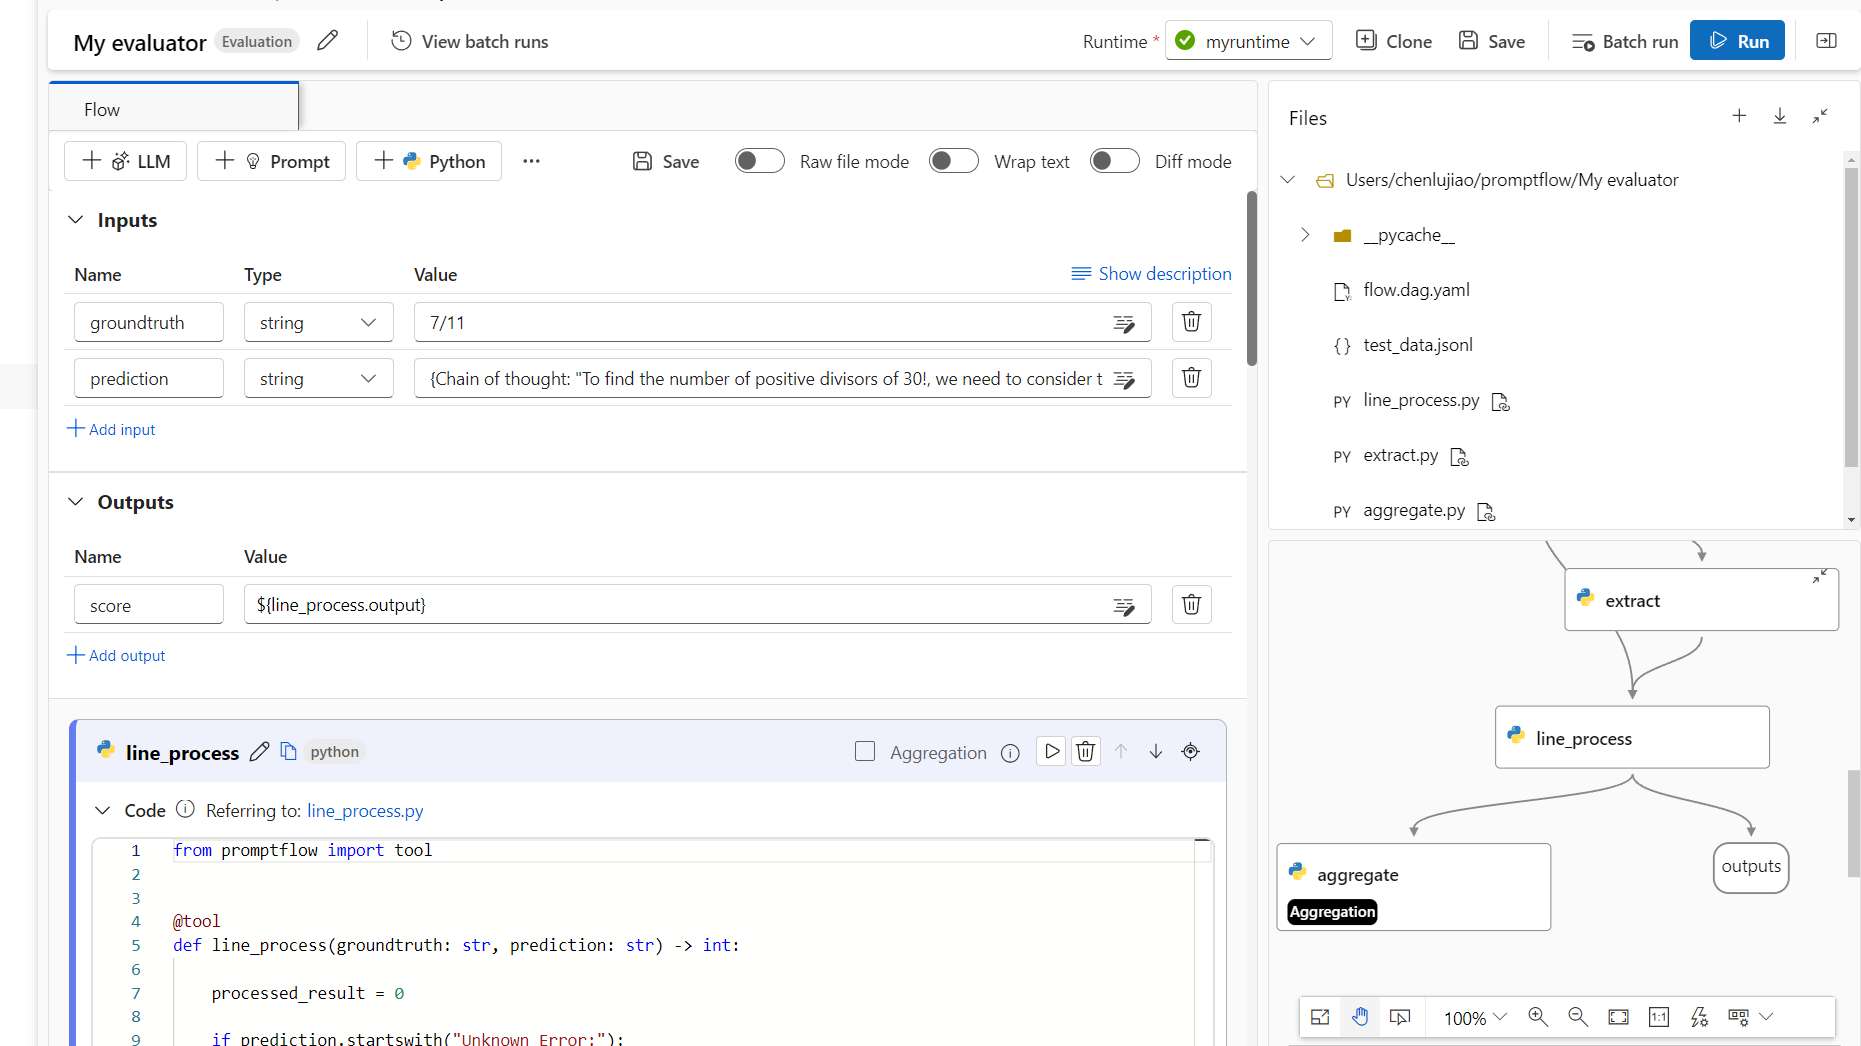 My evaluator Evaluation View batch runs Runtime * myruntime Clone Save Batch run Run
Flow
LLM Prompt Python ... Save Raw file mode Wrap text Diff mode
Inputs
Name Type Value Show description
groundtruth string 7/11
prediction string {Chain of thought: "To find the number of positive divisors of 30!, we need to consider t
Add input
Outputs
Name Value
score ${line_process.output}
Add output
line_process python Aggregation
Code Referring to: line_process.py
1 from promptflow import tool
2
3
4 @tool
5 def line_process(groundtruth: str, prediction: str) -> int:
6
7 processed_result = 0
8
9 if prediction.startswith("Unknown Error:"):
Files
Users/chenlujiao/promptflow/My evaluator
__pycache__
flow.dag.yaml
{} test_data.jsonl
PY line_process.py
PY extract.py
PY aggregate.py
extract
line_process
aggregate
Aggregation
outputs
100% 1:1